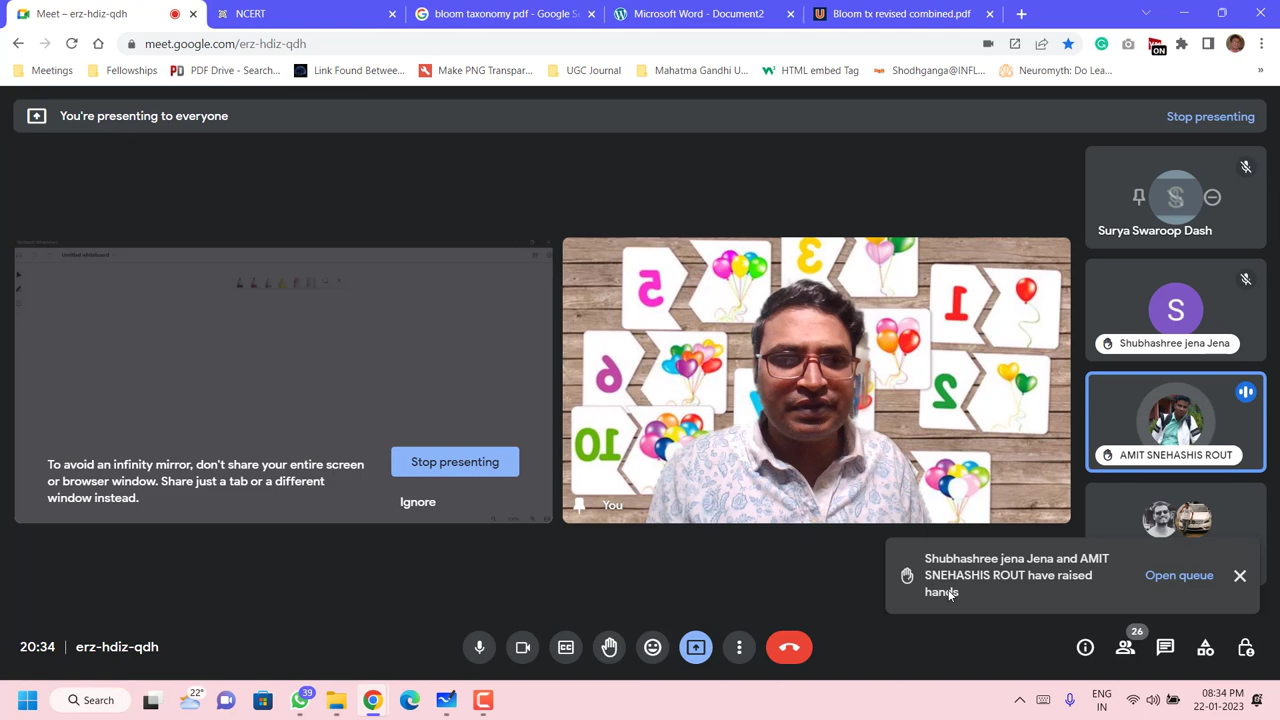 Meet – erz-hdiz-qdh
NCERT
bloom taxonomy pdf - Google S
Microsoft Word - Document2
Bloom tx revised combined.pdf
meet.google.com/erz-hdiz-qdh
ON
Meetings
Fellowships
PDF Drive - Search...
Link Found Betwee...
Make PNG Transpar...
UGC Journal
Mahatma Gandhi U...
HTML embed Tag
Shodhganga@INFL...
Neuromyth: Do Lea...
»
You're presenting to everyone
Stop presenting
Untitled whiteboard
To avoid an infinity mirror, don't share your entire screen
or browser window. Share just a tab or a different
window instead.
Stop presenting
Ignore
5
3
1
6
2
10
You
S
Surya Swaroop Dash
S
Shubhashree jena Jena
AMIT SNEHASHIS ROUT
Shubhashree jena Jena and AMIT
SNEHASHIS ROUT have raised
hands
Open queue
20:34
erz-hdiz-qdh
26
Search
22°
39
ENG
IN
08:34 PM
22-01-2023